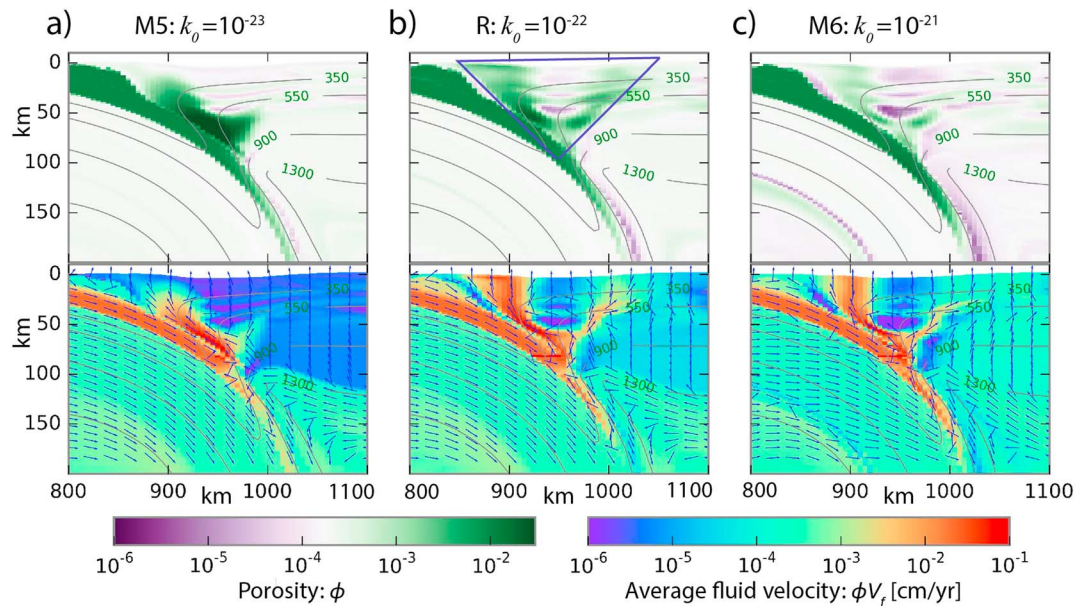 a) M5: k₀=10⁻²³ b) R: k₀=10⁻²² c) M6: k₀=10⁻²¹
0 350 350 350
550 550 550
50
km
900 900 900
100
1300 1300 1300
150
0 350 350 350
550 550 550
50
km
900 900 900
100
1300 1300 1300
150
800 900 km 1000 1100 800 900 km 1000 1100 800 900 km 1000 1100
10⁻⁶ 10⁻⁵ 10⁻⁴ 10⁻³ 10⁻² 10⁻⁶ 10⁻⁵ 10⁻⁴ 10⁻³ 10⁻² 10⁻¹
Porosity: ϕ Average fluid velocity: ϕV_f [cm/yr]